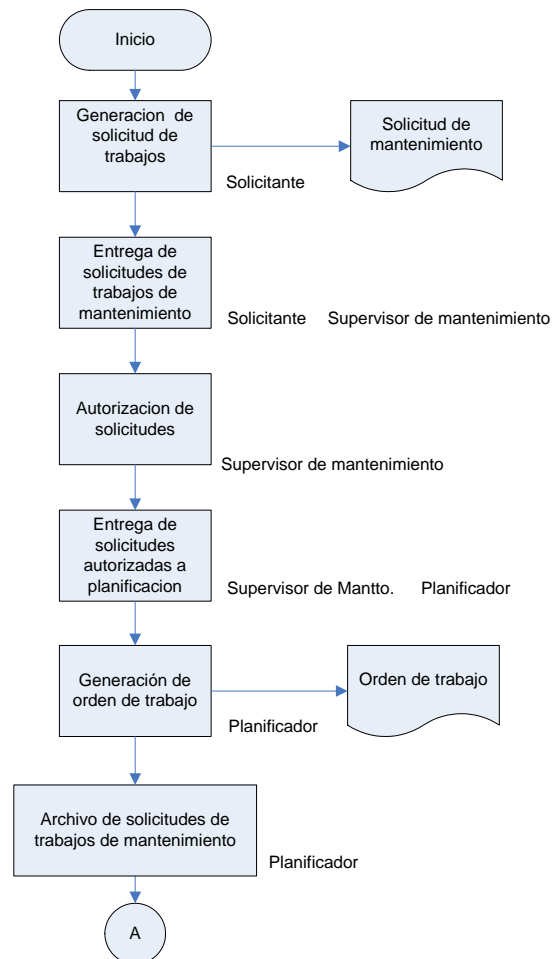 Inicio
Generacion de
solicitud de
trabajos
Solicitud de
mantenimiento
Solicitante
Entrega de
solicitudes de
trabajos de
mantenimiento
Solicitante Supervisor de mantenimiento
Autorizacion de
solicitudes
Supervisor de mantenimiento
Entrega de
solicitudes
autorizadas a
planificacion
Supervisor de Mantto. Planificador
Generación de
orden de trabajo
Orden de trabajo
Planificador
Archivo de solicitudes de
trabajos de mantenimiento
Planificador
A